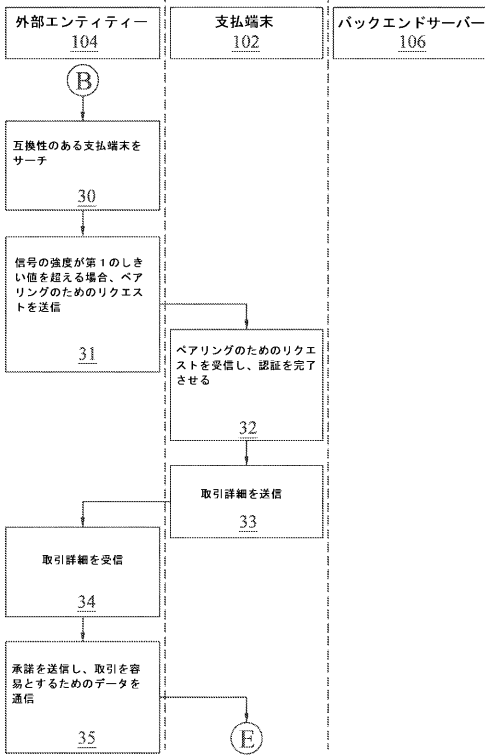 外部エンティティー
104
支払端末
102
バックエンドサーバー
106
B
互換性のある支払端末を
サーチ
30
信号の強度が第１のしき
い値を超える場合、ペア
リングのためのリクエス
トを送信
31
ペアリングのためのリクエ
ストを受信し、認証を完了
させる
32
取引詳細を送信
33
取引詳細を受信
34
承諾を送信し、取引を容
易とするためのデータを
通信
35
E